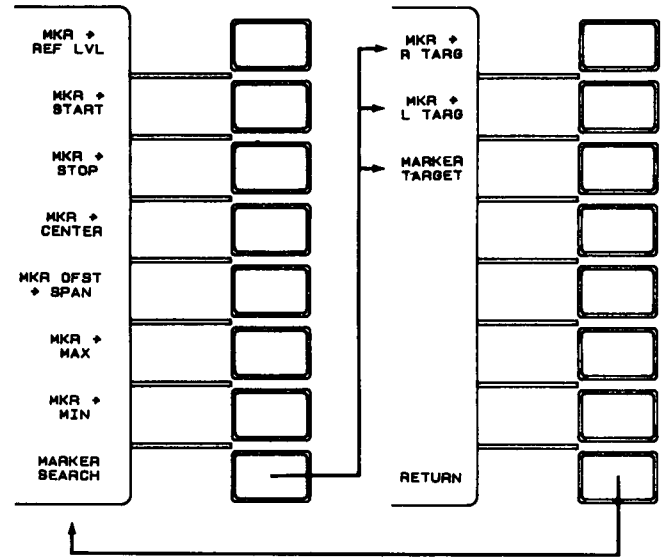 MKR →
REF LVL
MKR →
START
MKR →
STOP
MKR →
CENTER
MKR OFST
→ SPAN
MKR →
MAX
MKR →
MIN
MARKER
SEARCH
MKR →
R TARG
MKR →
L TARG
MARKER
TARGET
RETURN